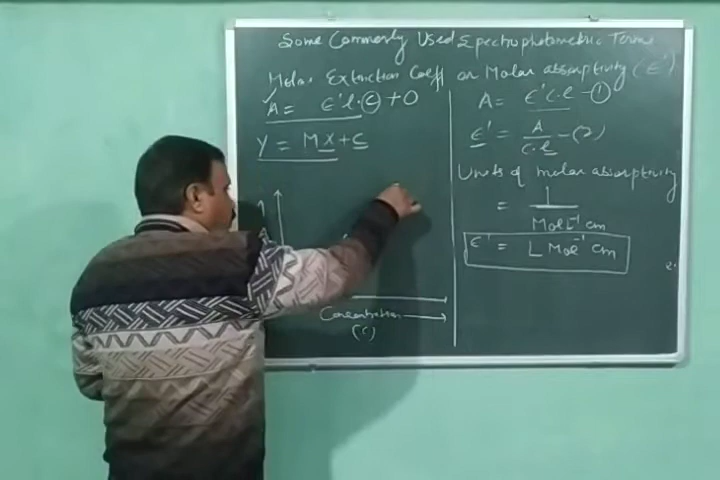 Some Commonly Used Spectrophotometric Terms
Molar Extinction Coeff or Molar absorptivity (ε')
A = ε'l.c + 0
Y = Mx + c
Concentration →
(c)
A = ε'c.l - ①
ε' = A / c.l - (2)
Units of molar absorptivity
= 1 / Mol L⁻¹ cm
ε' = L Mol⁻¹ cm